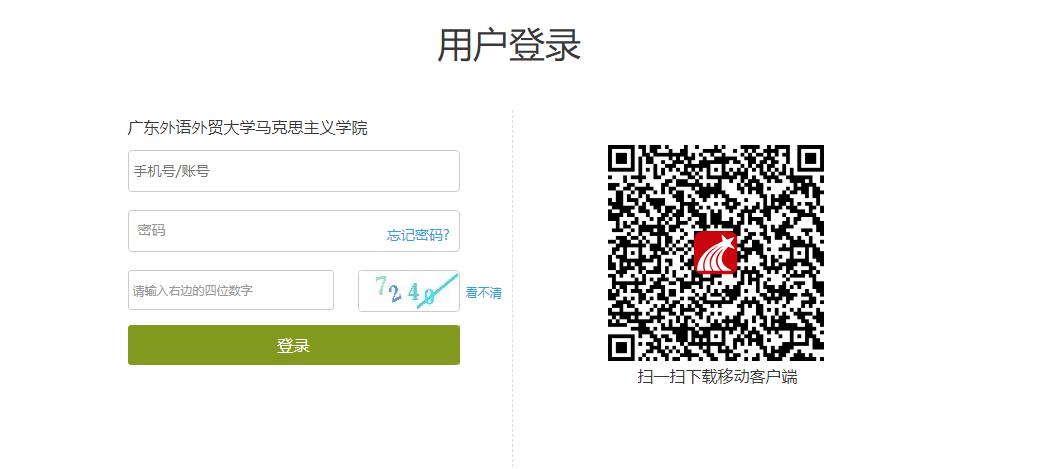 用户登录
广东外语外贸大学马克思主义学院
手机号/账号
密码
忘记密码?
请输入右边的四位数字
7240
看不清
登录
扫一扫下载移动客户端